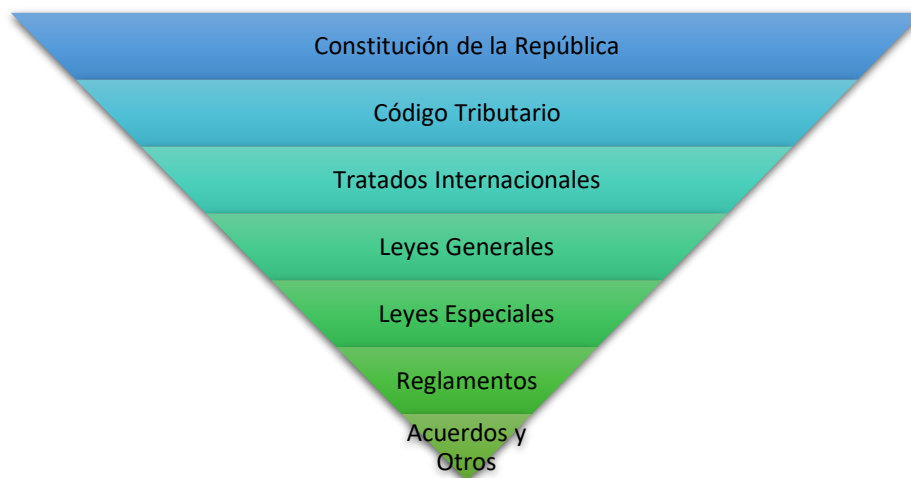 Constitución de la República
Código Tributario
Tratados Internacionales
Leyes Generales
Leyes Especiales
Reglamentos
Acuerdos y
Otros